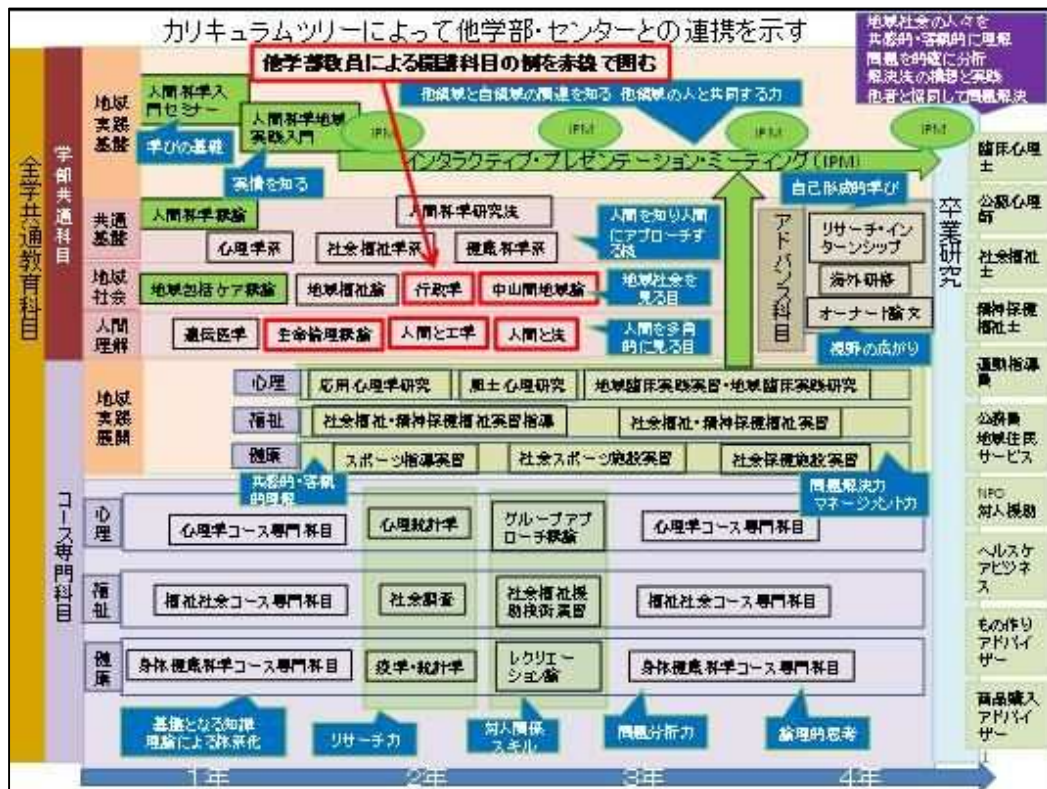 カリキュラムツリーによって他学部・センターとの連携を示す
他学部教員による開講科目の例を赤線で囲む
地域社会の人々を
共感的・客観的に理解
問題を的確に分析
解決法の構想と実践
他者と協同して問題解決
全学共通教育科目
学部共通科目
地域
実践
基盤
人間科学入
門セミナー
人間科学地域
実践入門
学びの基礎
実情を知る
他領域と自領域の関連を知る 他領域の人と共同する力
IPM
IPM
IPM
IPM
インタラクティブ・プレゼンテーション・ミーティング(IPM)
自己形成的学び
共通
基盤
人間科学概論
人間科学研究法
心理学系
社会福祉学系
健康科学系
人間を知り人間
にアプローチす
る技
地域
社会
地域包括ケア概論
地域福祉論
行政学
中山間地域論
地域社会を
見る目
人間
理解
遺伝医学
生命倫理概論
人間と工学
人間と法
人間を多角
的に見る目
アドバンス科目
リサーチ・イン
ターンシップ
海外研修
オーナー論文
視野の広がり
卒業研究
地域
実践
展開
心理
応用心理学研究
風土心理研究
地域臨床実践実習・地域臨床実践研究
福祉
社会福祉・精神保健福祉実習指導
社会福祉・精神保健福祉実習
健康
スポーツ指導実習
社会スポーツ施設実習
社会保健施設実習
共感的・客観
的理解
問題解決力
マネージメント力
コース専門科目
心理
心理学コース専門科目
心理統計学
グループアプ
ローチ概論
心理学コース専門科目
福祉
福祉社会コース専門科目
社会調査
社会福祉援
助技術演習
福祉社会コース専門科目
健康
身体健康科学コース専門科目
疫学・統計学
レクリエー
ション論
身体健康科学コース専門科目
基盤となる知識
理論による体系化
リサーチ力
対人関係
スキル
問題分析力
論理的思考
1年
2年
3年
4年
臨床心理
士
公認心理
師
社会福祉
士
精神保健
福祉士
運動指導
員
公務員
地域住民
サービス
NPO
対人援助
ヘルスケ
アビジネ
ス
もの作り
アドバイ
ザー
商品購入
アドバイ
ザー
1